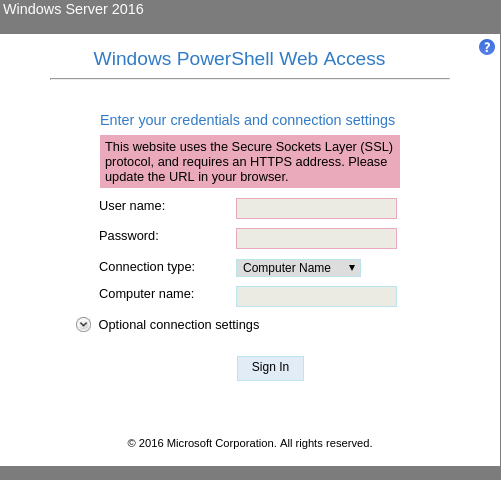 Windows Server 2016
?
Windows PowerShell Web Access
Enter your credentials and connection settings
This website uses the Secure Sockets Layer (SSL)
protocol, and requires an HTTPS address. Please
update the URL in your browser.
User name:
Password:
Connection type: Computer Name
Computer name:
Optional connection settings
Sign In
© 2016 Microsoft Corporation. All rights reserved.